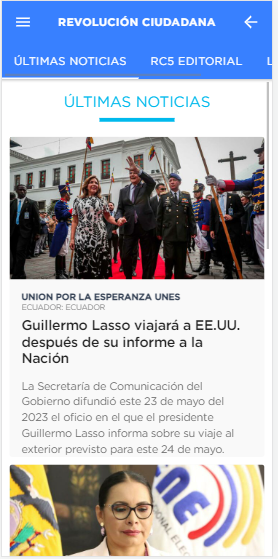 REVOLUCIÓN CIUDADANA
ÚLTIMAS NOTICIAS RC5 EDITORIAL L
ÚLTIMAS NOTICIAS
UNION POR LA ESPERANZA UNES
ECUADOR: ECUADOR
Guillermo Lasso viajará a EE.UU.
después de su informe a la
Nación
La Secretaría de Comunicación del
Gobierno difundió este 23 de mayo del
2023 el oficio en el que el presidente
Guillermo Lasso informa sobre su viaje al
exterior previsto para este 24 de mayo.